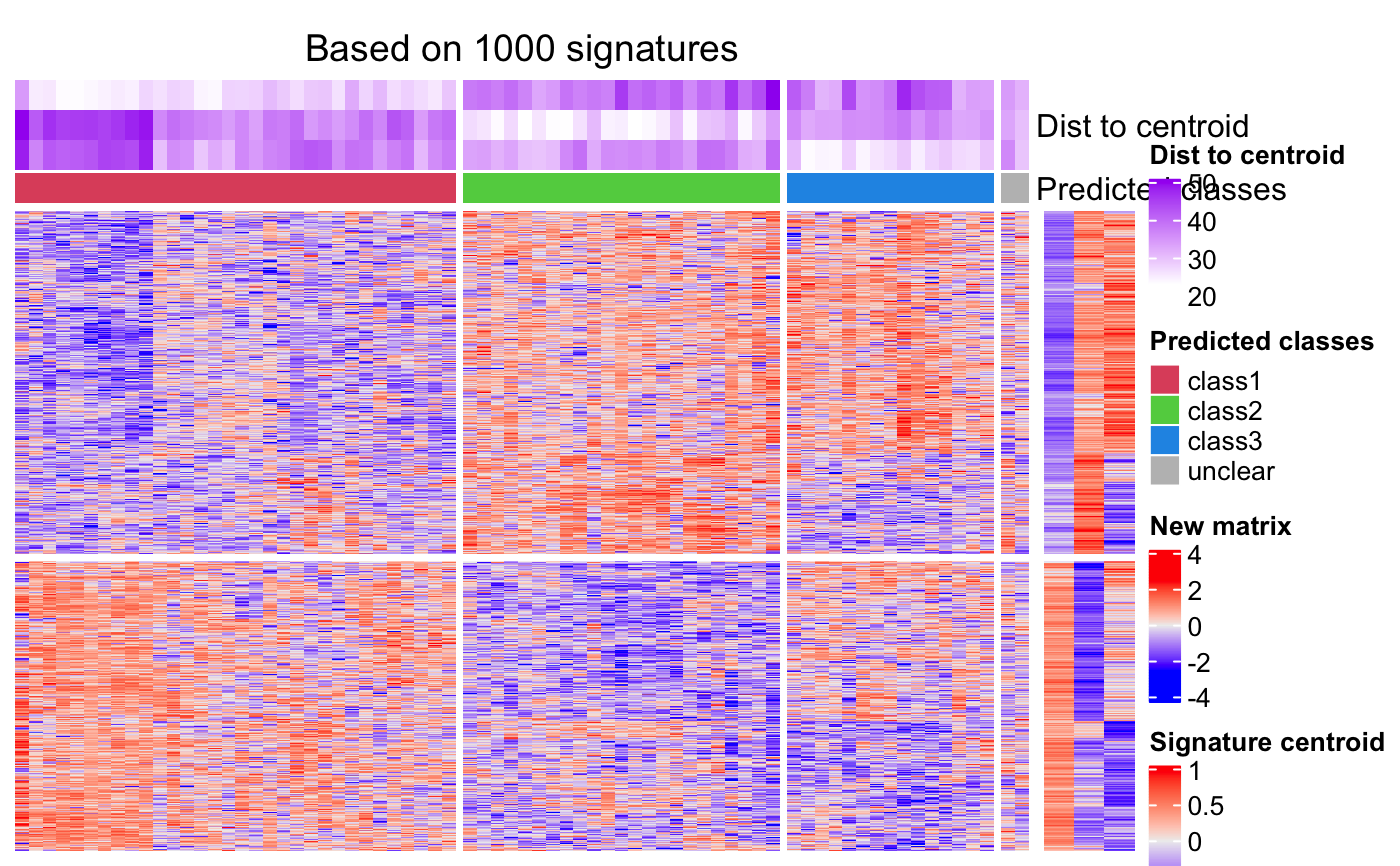 Based on 1000 signatures
Dist to centroid
Predicted classes
Dist to centroid
50
40
30
20
Predicted classes
class1
class2
class3
unclear
New matrix
4
2
0
-2
-4
Signature centroid
1
0.5
0